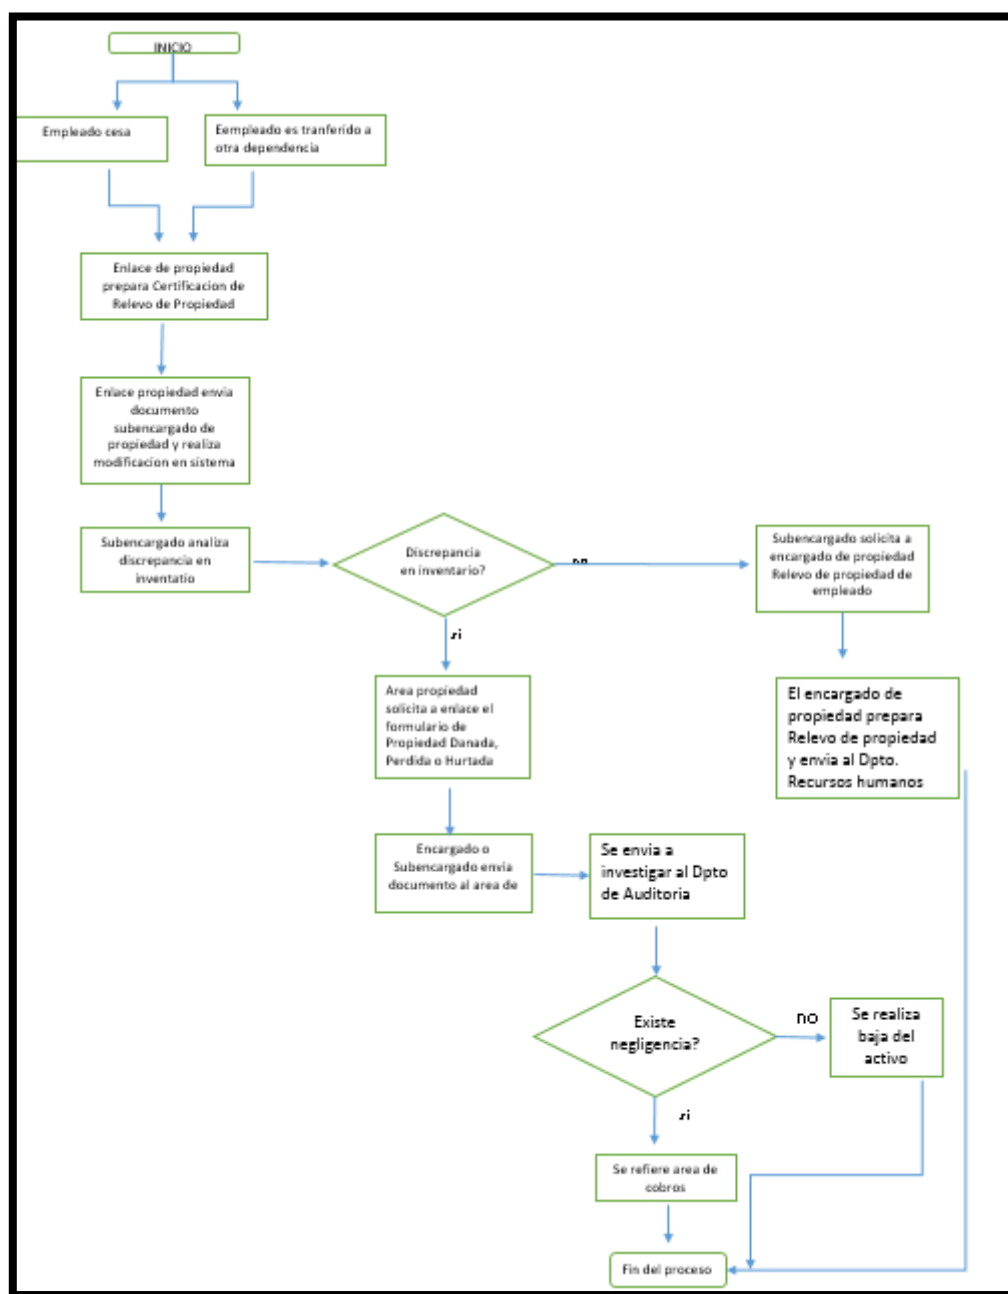 INICIO
Empleado cesa
Eempleado es tranferido a
otra dependencia
Enlace de propiedad
prepara Certificacion de
Relevo de Propiedad
Enlace propiedad envia
documento
subencargado de
propiedad y realiza
modificacion en sistema
Subencargado analiza
discrepancia en
inventatio
Discrepancia
en inventario?
no
Subencargado solicita a
encargado de propiedad
Relevo de propiedad de
empleado
si
Area propiedad
solicita a enlace el
formulario de
Propiedad Danada,
Perdida o Hurtada
El encargado de
propiedad prepara
Relevo de propiedad
y envia al Dpto.
Recursos humanos
Encargado o
Subencargado envia
documento al area de
Se envia a
investigar al Dpto
de Auditoria
Existe
negligencia?
no
Se realiza
baja del
activo
si
Se refiere area de
cobros
Fin del proceso